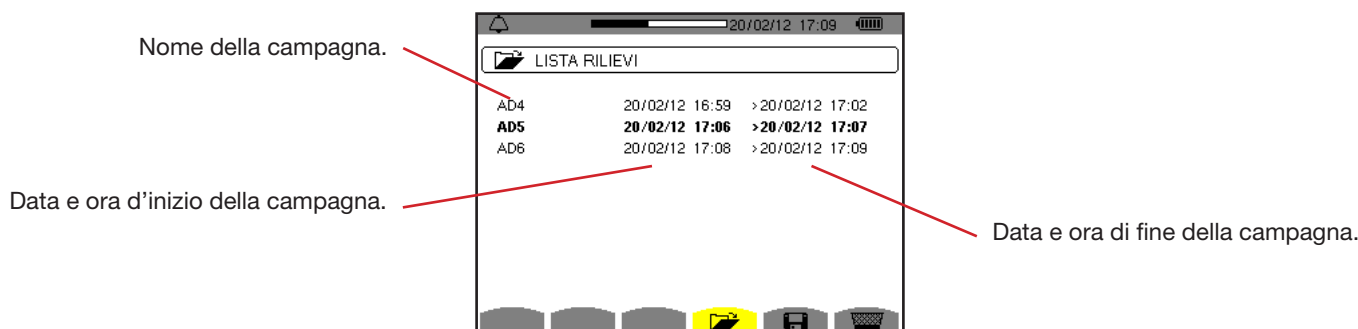 20/02/12 17:09
Nome della campagna.
LISTA RILIEVI
AD4 20/02/12 16:59 >20/02/12 17:02
AD5 20/02/12 17:06 >20/02/12 17:07
AD6 20/02/12 17:08 >20/02/12 17:09
Data e ora d’inizio della campagna.
Data e ora di fine della campagna.